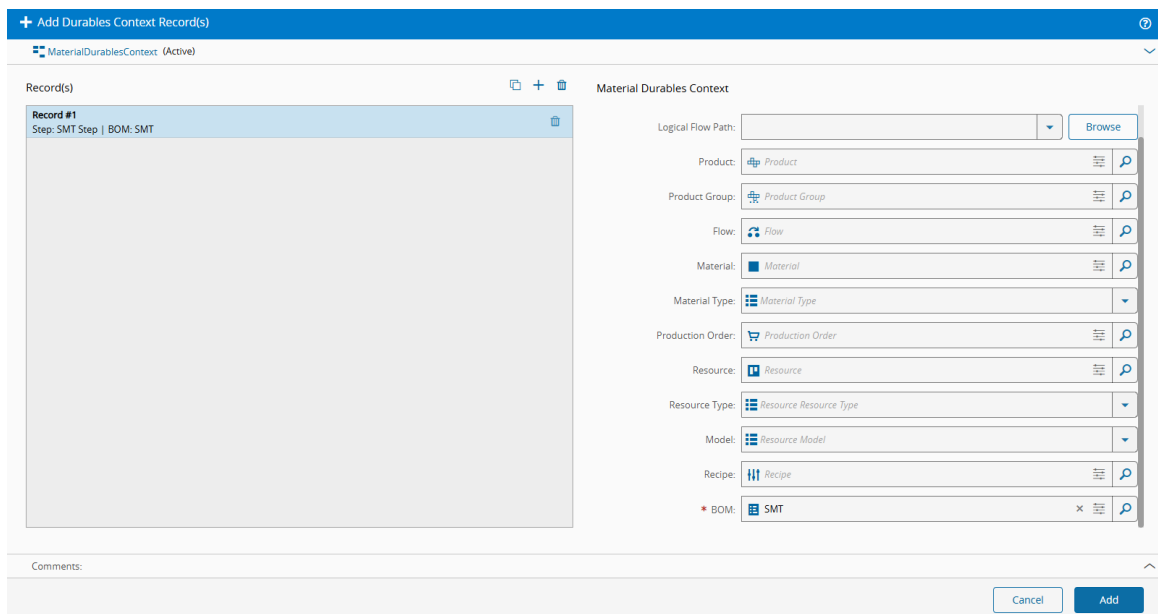 Add Durables Context Record(s)
MaterialDurablesContext (Active)
Record(s)
Record #1
Step: SMT Step | BOM: SMT
Material Durables Context
Logical Flow Path:
Browse
Product: Product
Product Group: Product Group
Flow: Flow
Material: Material
Material Type: Material Type
Production Order: Production Order
Resource: Resource
Resource Type: Resource Resource Type
Model: Resource Model
Recipe: Recipe
* BOM: SMT
Comments:
Cancel
Add